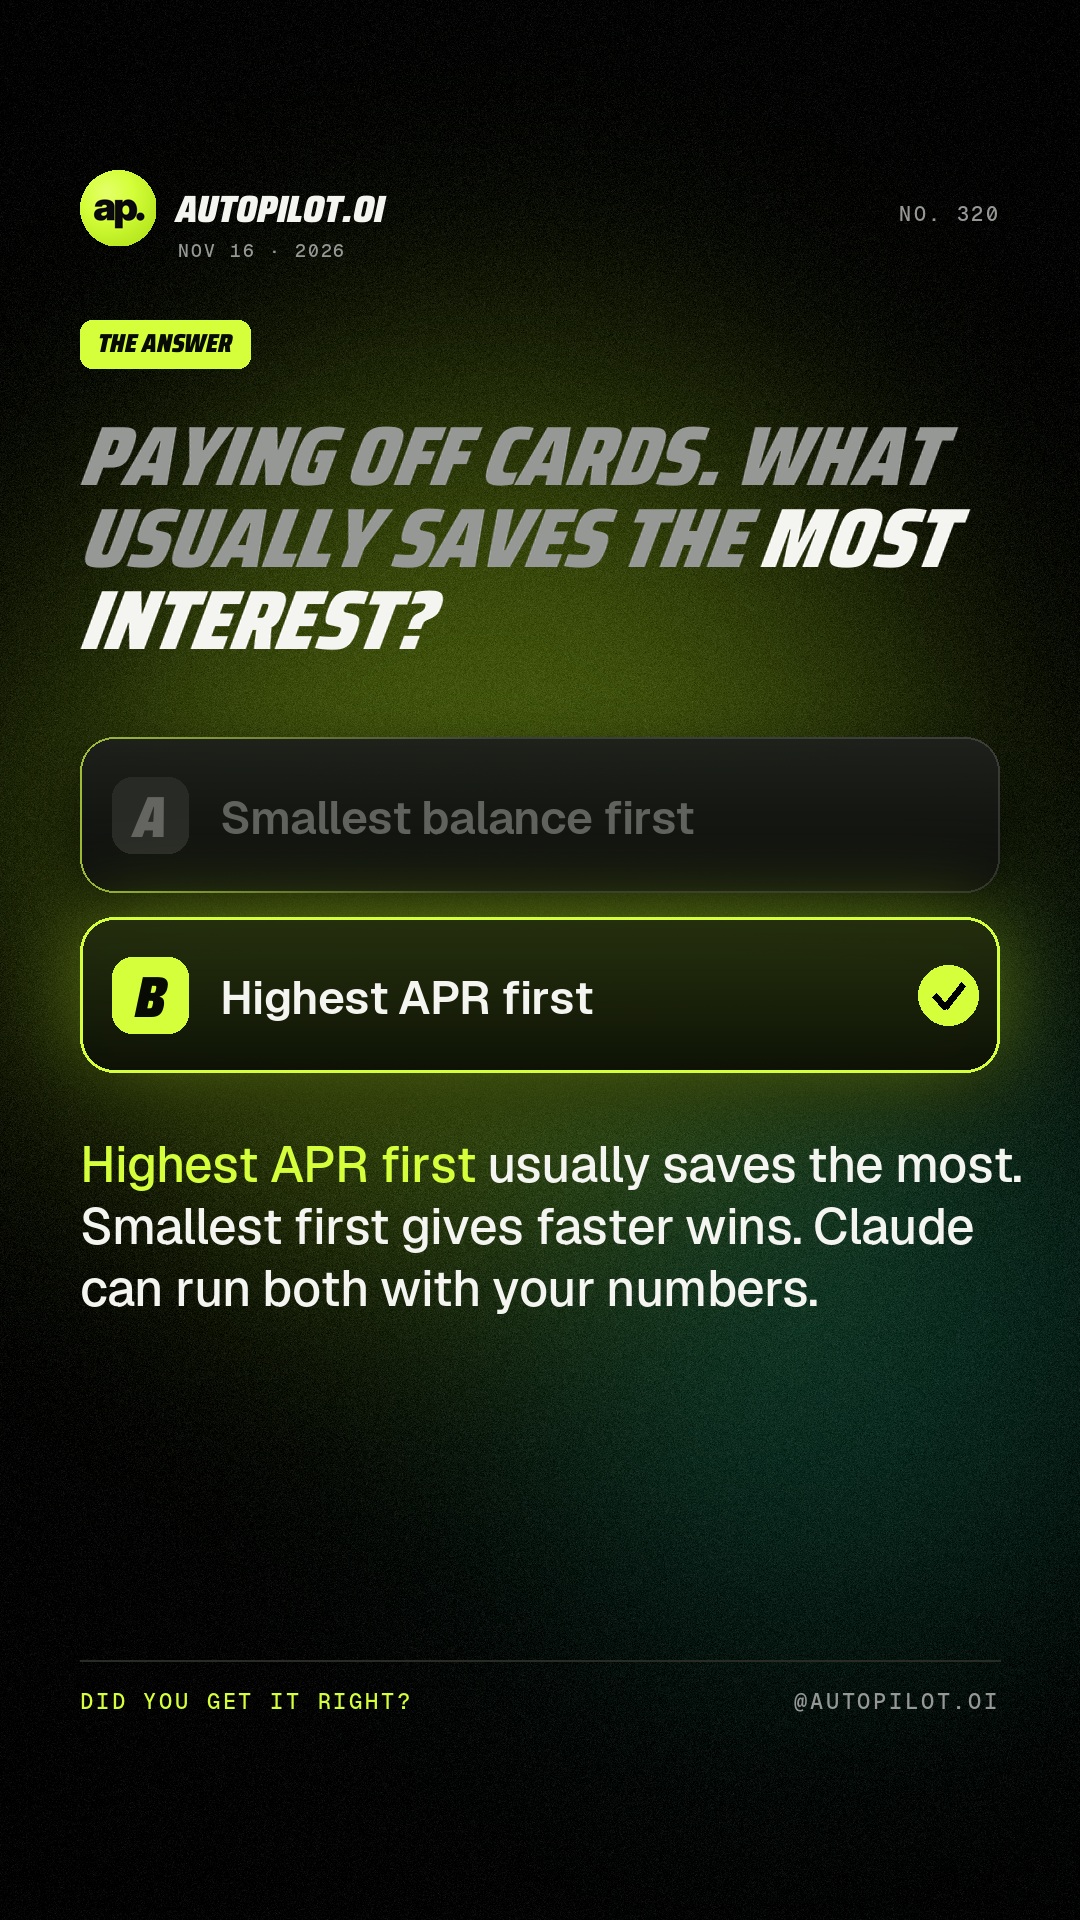 ap. AUTOPILOT.OI
NO. 320
NOV 16 · 2026
THE ANSWER
PAYING OFF CARDS. WHAT
USUALLY SAVES THE MOST
INTEREST?
A Smallest balance first
B Highest APR first
Highest APR first usually saves the most.
Smallest first gives faster wins. Claude
can run both with your numbers.
DID YOU GET IT RIGHT?
@AUTOPILOT.OI